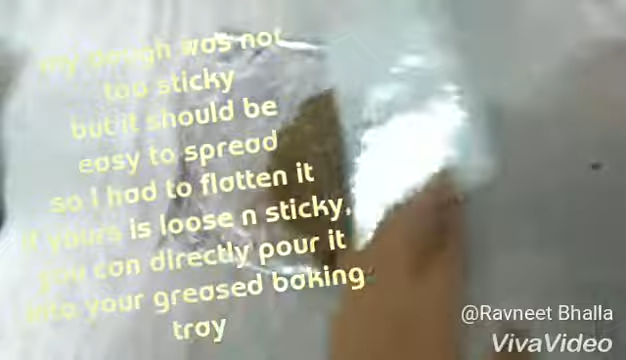 my dough was not
too sticky
but it should be
easy to spread
so I had to flatten it
if yours is loose n sticky,
you can directly pour it
into your greased baking
tray
@Ravneet Bhalla
VivaVideo